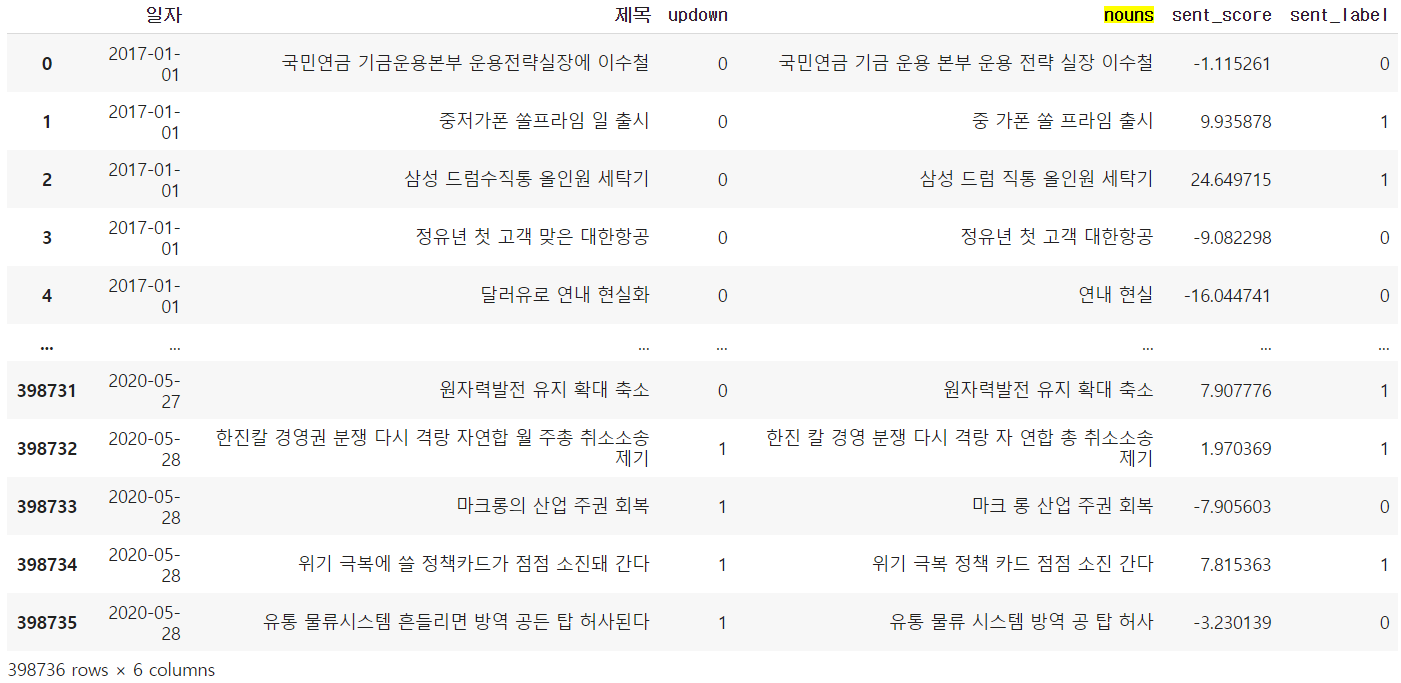 일자 제목 updown nouns sent_score sent_label
0 2017-01-01 국민연금 기금운용본부 운용전략실장에 이수철 0 국민연금 기금 운용 본부 운용 전략 실장 이수철 -1.115261 0
1 2017-01-01 중저가폰 쏠프라임 일 출시 0 중 가폰 쏠 프라임 출시 9.935878 1
2 2017-01-01 삼성 드럼수직통 올인원 세탁기 0 삼성 드럼 직통 올인원 세탁기 24.649715 1
3 2017-01-01 정유년 첫 고객 맞은 대한항공 0 정유년 첫 고객 대한항공 -9.082298 0
4 2017-01-01 달러유로 연내 현실화 0 연내 현실 -16.044741 0
... ... ... ... ... ... ...
398731 2020-05-27 원자력발전 유지 확대 축소 0 원자력발전 유지 확대 축소 7.907776 1
398732 2020-05-28 한진칼 경영권 분쟁 다시 격랑 자연합 월 주총 취소소송 제기 1 한진 칼 경영 분쟁 다시 격랑 자 연합 총 취소소송 제기 1.970369 1
398733 2020-05-28 마크롱의 산업 주권 회복 1 마크 롱 산업 주권 회복 -7.905603 0
398734 2020-05-28 위기 극복에 쓸 정책카드가 점점 소진돼 간다 1 위기 극복 정책 카드 점점 소진 간다 7.815363 1
398735 2020-05-28 유통 물류시스템 흔들리면 방역 공든 탑 허사된다 1 유통 물류 시스템 방역 공 탑 허사 -3.230139 0
398736 rows × 6 columns